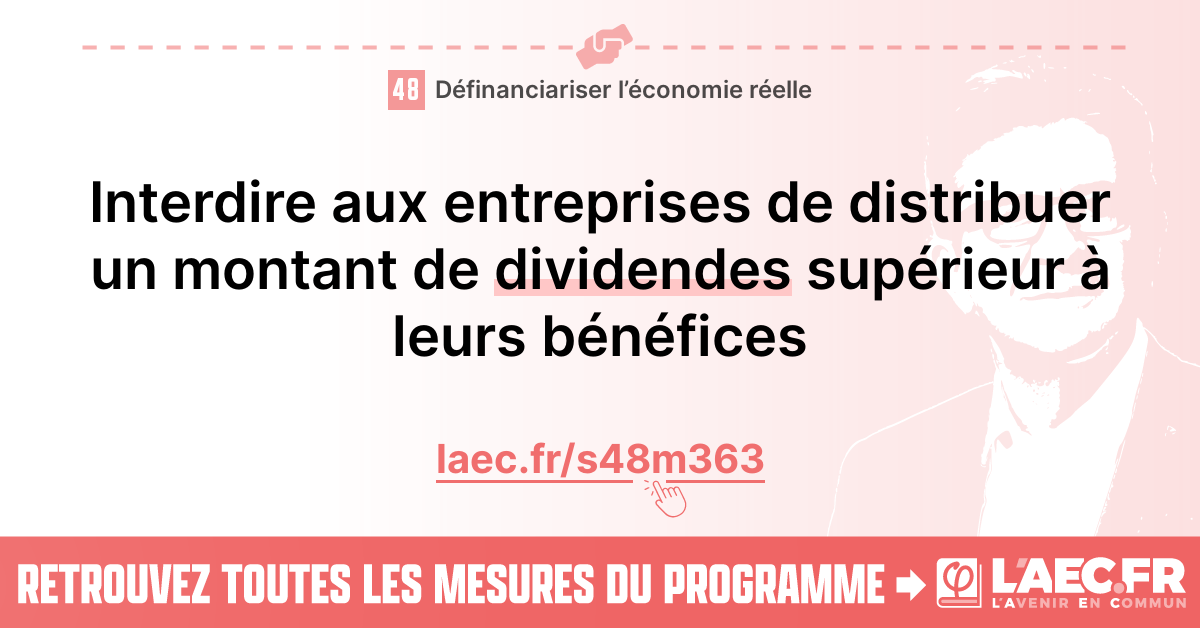 48 Définanciariser l’économie réelle
Interdire aux entreprises de distribuer
un montant de dividendes supérieur à
leurs bénéfices
laec.fr/s48m363
RETROUVEZ TOUTES LES MESURES DU PROGRAMME
φ L'AEC.FR
L'AVENIR EN COMMUN